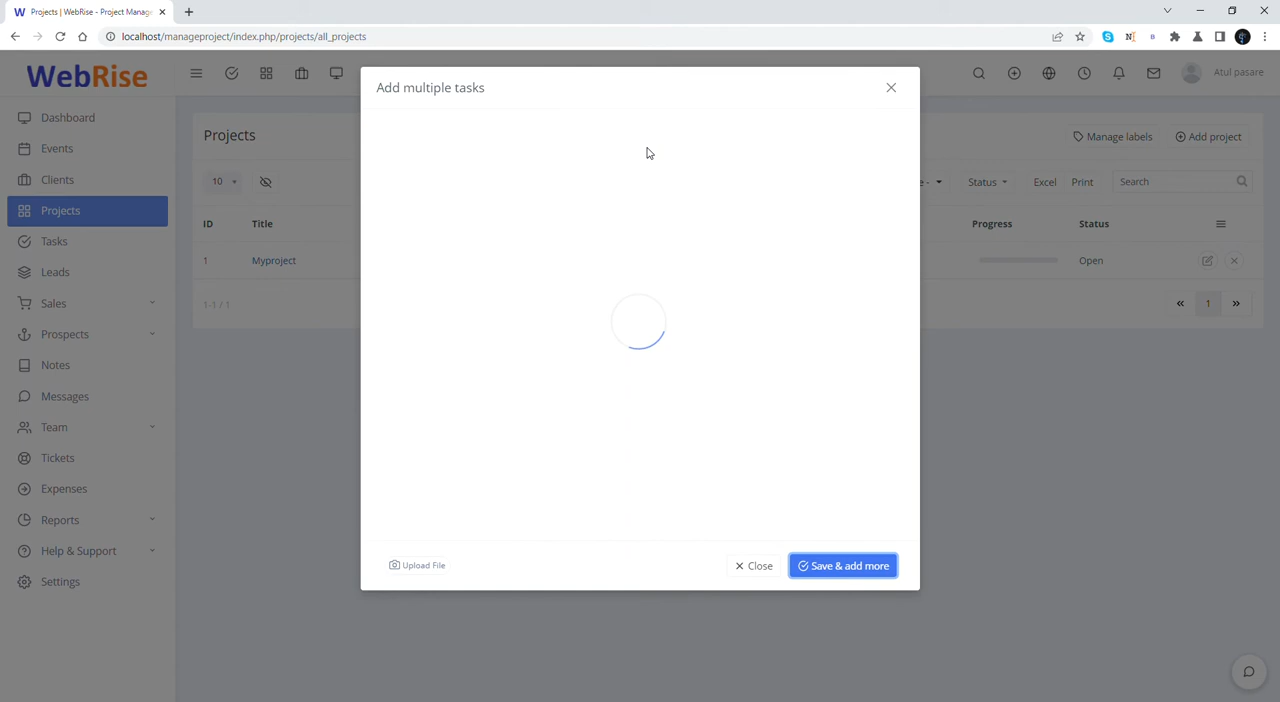 W Projects | WebRise - Project Manag
localhost/manageproject/index.php/projects/all_projects
WebRise
Atul pasare
Dashboard
Events
Clients
Projects
Tasks
Leads
Sales
Prospects
Notes
Messages
Team
Tickets
Expenses
Reports
Help & Support
Settings
Projects
Manage labels
Add project
10
Status
Excel
Print
Search
ID
Title
Progress
Status
1
Myproject
Open
1-1 / 1
«
1
»
Add multiple tasks
Upload File
Close
Save & add more